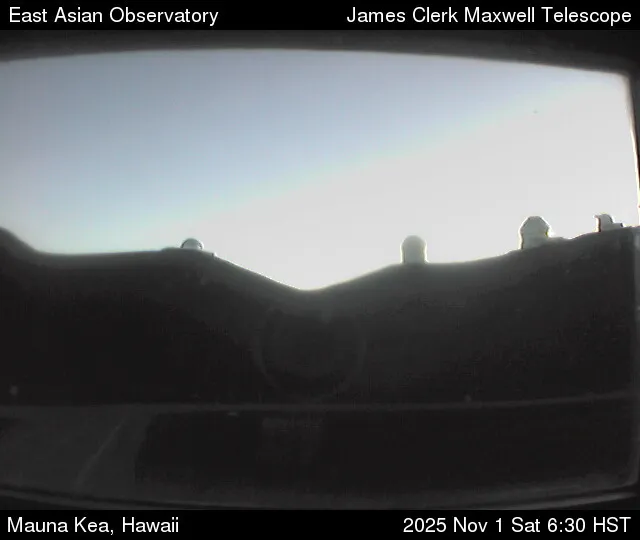 East Asian Observatory
James Clerk Maxwell Telescope
Mauna Kea, Hawaii
2025 Nov 1 Sat 6:30 HST